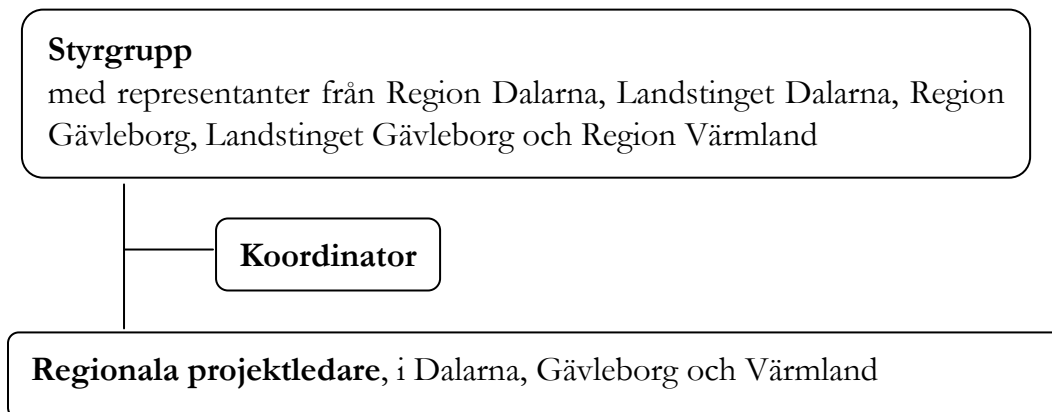 Styrgrupp
med representanter från Region Dalarna, Landstinget Dalarna, Region
Gävleborg, Landstinget Gävleborg och Region Värmland
Koordinator
Regionala projektledare, i Dalarna, Gävleborg och Värmland